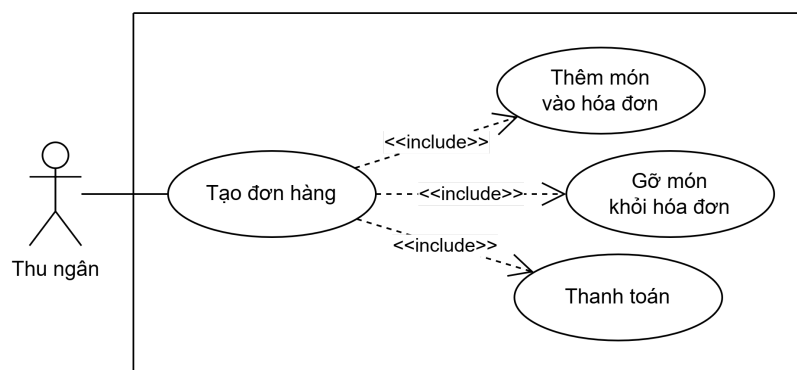 Thêm món
vào hóa đơn
<<include>>
Tạo đơn hàng
<<include>>
Gỡ món
khỏi hóa đơn
<<include>>
Thu ngân
Thanh toán